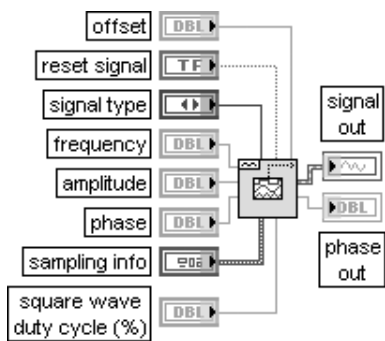 offset
DBL
reset signal
TF
signal type
frequency
DBL
amplitude
DBL
phase
DBL
sampling info
square wave
duty cycle (%)
DBL
signal
out
DBL
phase
out